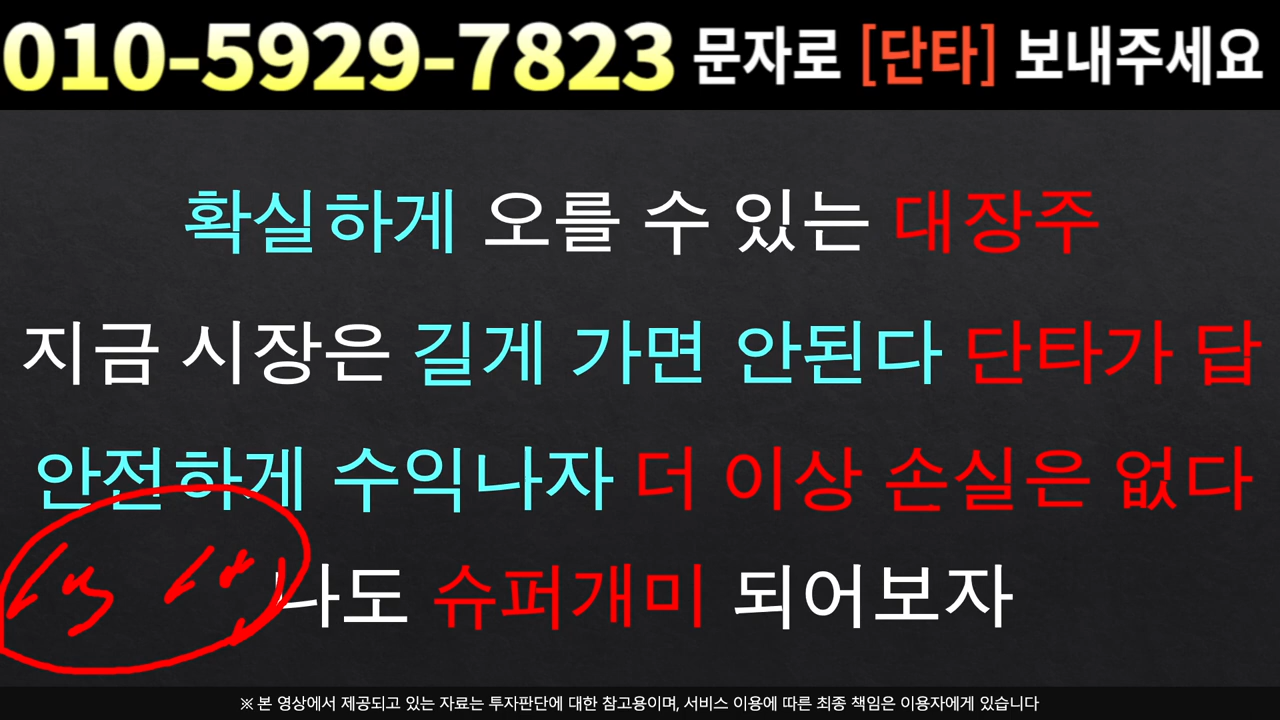 010-5929-7823 문자로 [단타] 보내주세요
확실하게 오를 수 있는 대장주
지금 시장은 길게 가면 안된다 단타가 답
안전하게 수익나자 더 이상 손실은 없다
나도 슈퍼개미 되어보자
※ 본 영상에서 제공되고 있는 자료는 투자판단에 대한 참고용이며, 서비스 이용에 따른 최종 책임은 이용자에게 있습니다